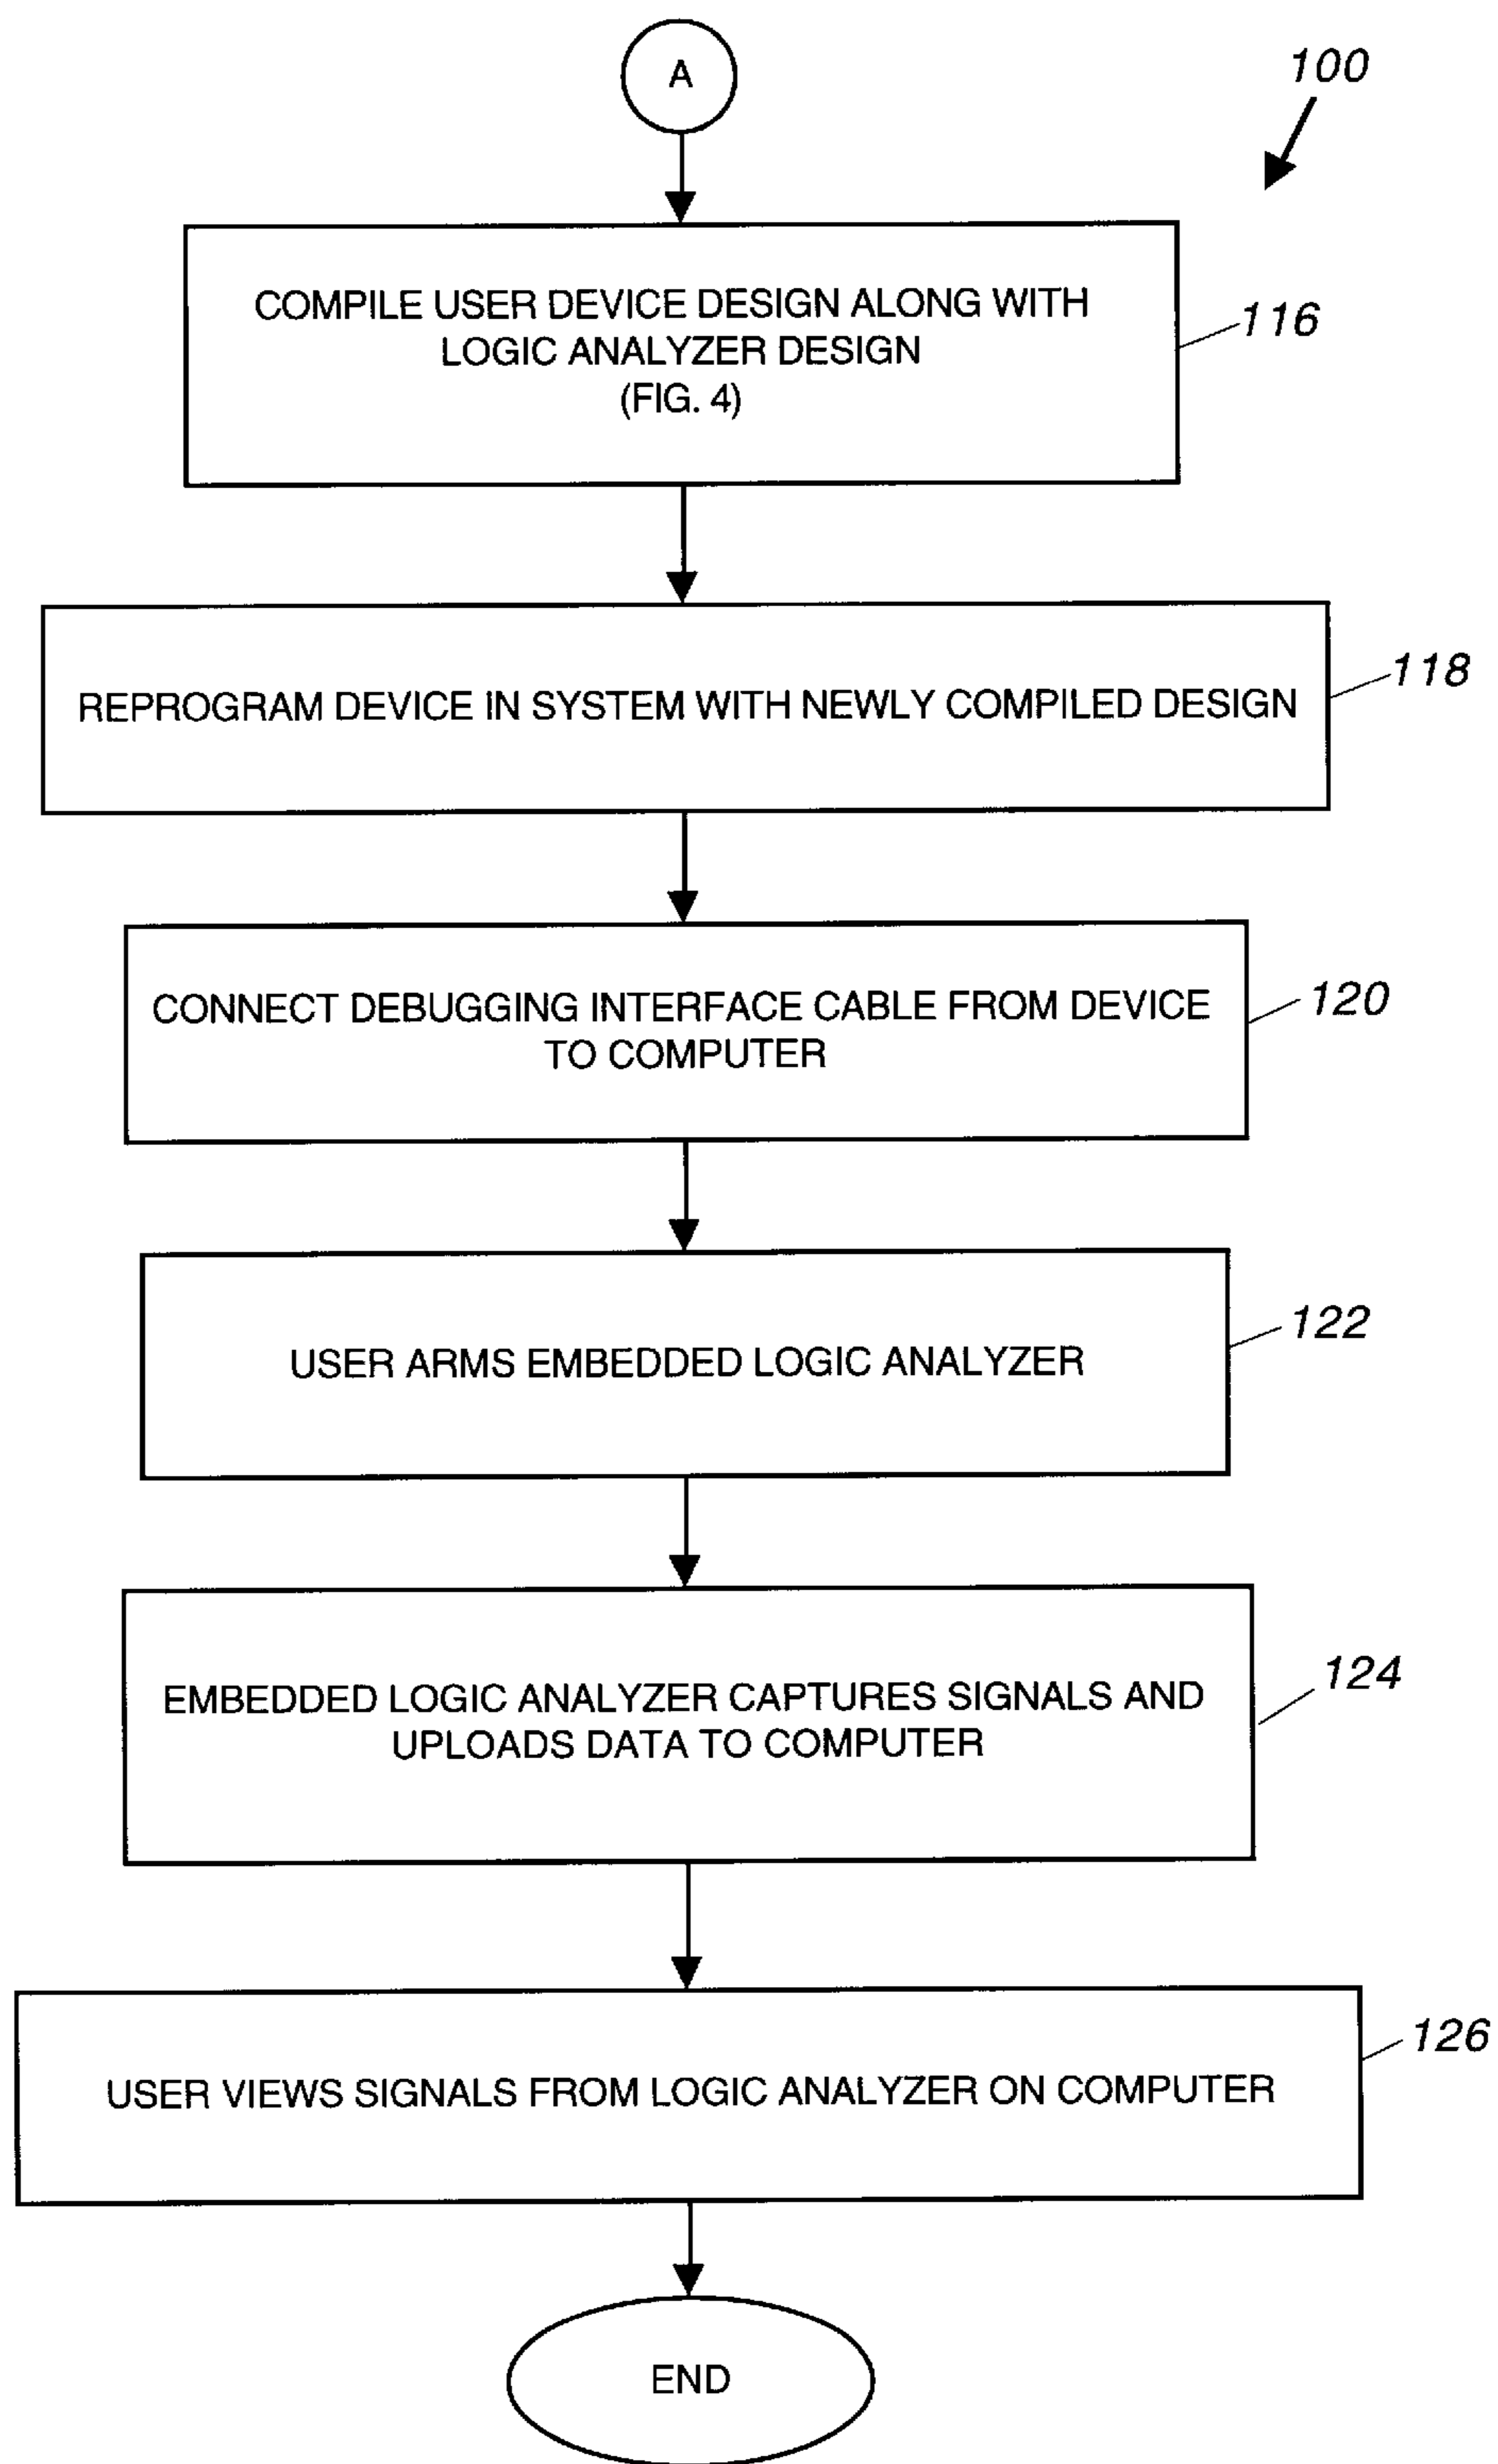 A
100
COMPILE USER DEVICE DESIGN ALONG WITH
LOGIC ANALYZER DESIGN
(FIG. 4)
116
REPROGRAM DEVICE IN SYSTEM WITH NEWLY COMPILED DESIGN
118
CONNECT DEBUGGING INTERFACE CABLE FROM DEVICE
TO COMPUTER
120
USER ARMS EMBEDDED LOGIC ANALYZER
122
EMBEDDED LOGIC ANALYZER CAPTURES SIGNALS AND
UPLOADS DATA TO COMPUTER
124
USER VIEWS SIGNALS FROM LOGIC ANALYZER ON COMPUTER
126
END